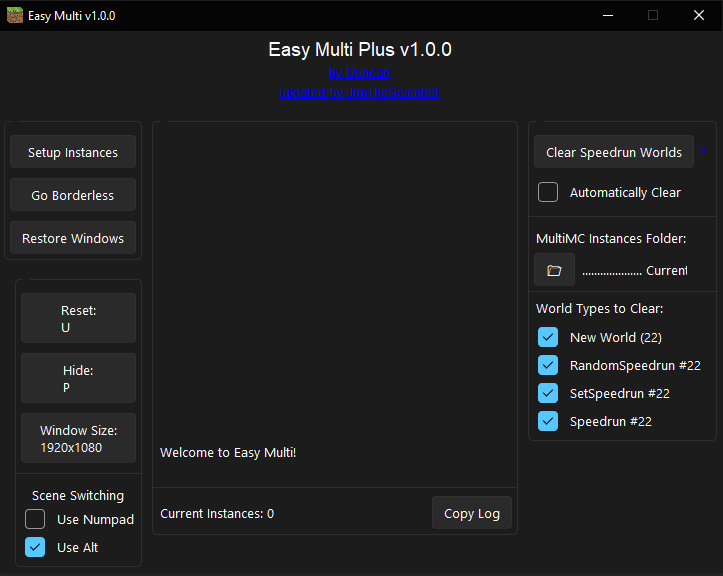 Easy Multi v1.0.0
Easy Multi Plus v1.0.0
by Duncan
updated by JimTheScientist
Setup Instances
Go Borderless
Restore Windows
Reset:
U
Hide:
P
Window Size:
1920x1080
Scene Switching
Use Numpad
Use Alt
Welcome to Easy Multi!
Current Instances: 0
Copy Log
Clear Speedrun Worlds
?
Automatically Clear
MultiMC Instances Folder:
.................... Current
World Types to Clear:
New World (22)
RandomSpeedrun #22
SetSpeedrun #22
Speedrun #22